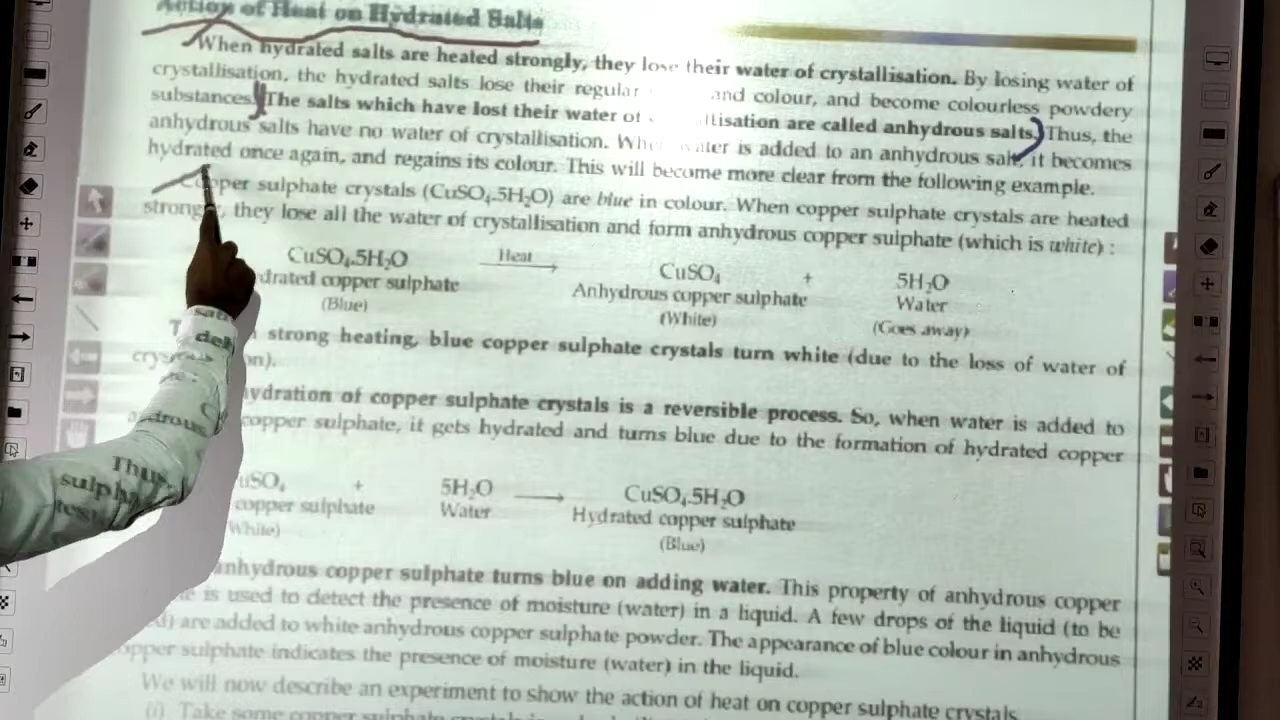 Action of Heat on Hydrated Salts
When hydrated salts are heated strongly, they lose their water of crystallisation. By losing water of
crystallisation, the hydrated salts lose their regular and colour, and become colourless powdery
substances. The salts which have lost their water of are called anhydrous salts. Thus, the
anhydrous salts have no water of crystallisation. When water is added to an anhydrous salt, it becomes
hydrated once again, and regains its colour. This will become more clear from the following example.
Copper sulphate crystals (CuSO₄.5H₂O) are blue in colour. When copper sulphate crystals are heated
they lose all the water of crystallisation and form anhydrous copper sulphate (which is white) :
CuSO₄.5H₂O Heat → CuSO₄ + 5H₂O
copper sulphate Anhydrous copper sulphate Water
(Blue) (White) (Goes away)
strong heating, blue copper sulphate crystals turn white (due to the loss of water of
of copper sulphate crystals is a reversible process. So, when water is added to
copper sulphate, it gets hydrated and turns blue due to the formation of hydrated copper
+ 5H₂O → CuSO₄.5H₂O
copper sulphate Water Hydrated copper sulphate
(Blue)
anhydrous copper sulphate turns blue on adding water. This property of anhydrous copper
is used to detect the presence of moisture (water) in a liquid. A few drops of the liquid (to be
are added to white anhydrous copper sulphate powder. The appearance of blue colour in anhydrous
copper sulphate indicates the presence of moisture (water) in the liquid.
We will now describe an experiment to show the action of heat on copper sulphate crystals.
(i) Take some copper sulphate